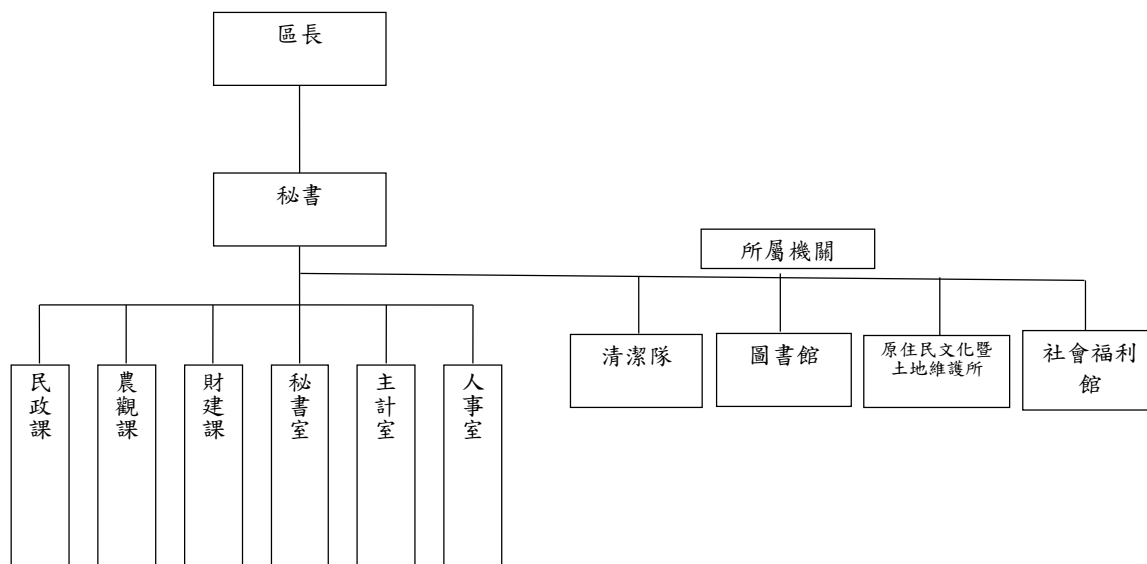 區長
秘書
所屬機關
清潔隊
圖書館
原住民文化暨
土地維護所
社會福利
館
民政課
農觀課
財建課
秘書室
主計室
人事室